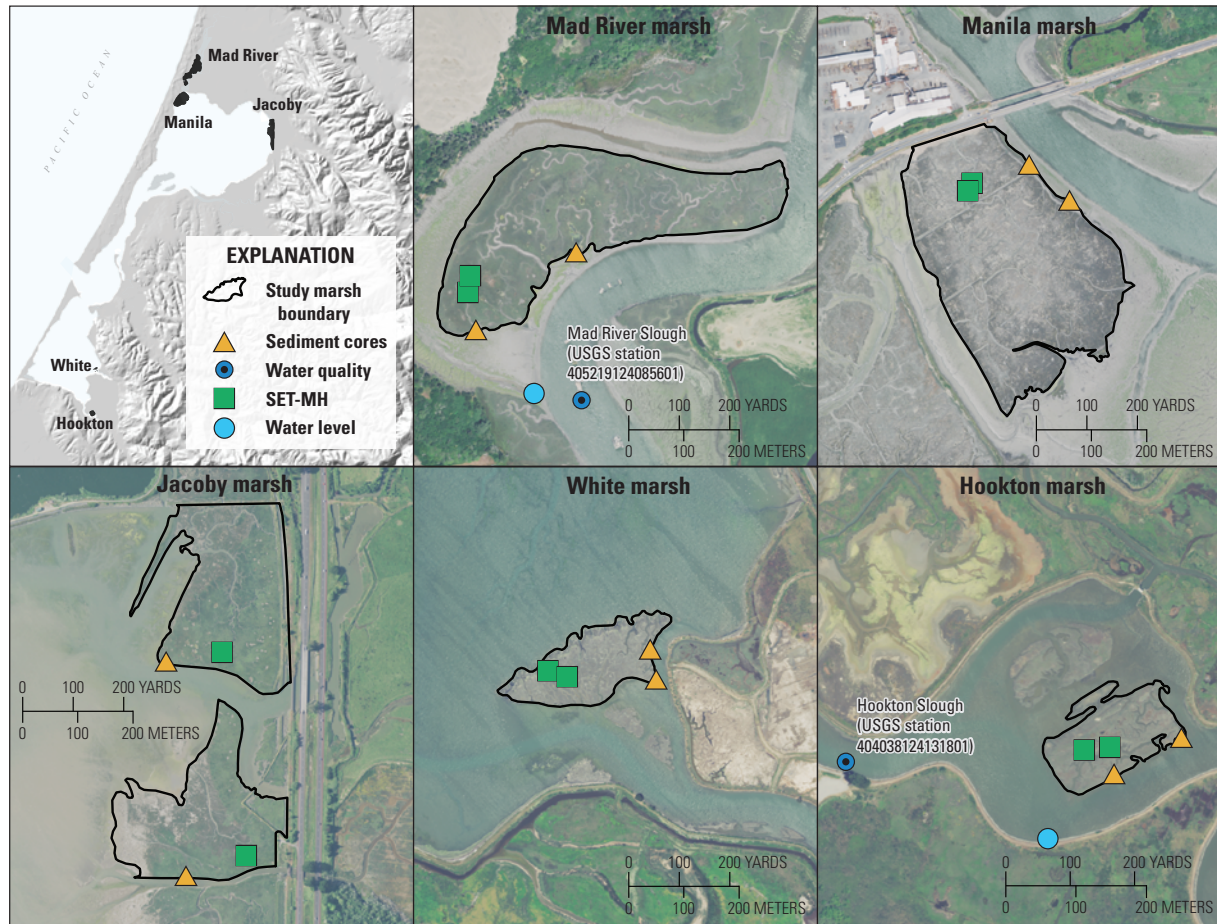 PACIFIC OCEAN
Mad River
Manila
Jacoby
White
Hookton
EXPLANATION
Study marsh
boundary
Sediment cores
Water quality
SET-MH
Water level
Mad River marsh
Mad River Slough
(USGS station
405219124085601)
0 100 200 YARDS
0 100 200 METERS
Manila marsh
0 100 200 YARDS
0 100 200 METERS
Jacoby marsh
0 100 200 YARDS
0 100 200 METERS
White marsh
0 100 200 YARDS
0 100 200 METERS
Hookton marsh
Hookton Slough
(USGS station
404038124131801)
0 100 200 YARDS
0 100 200 METERS